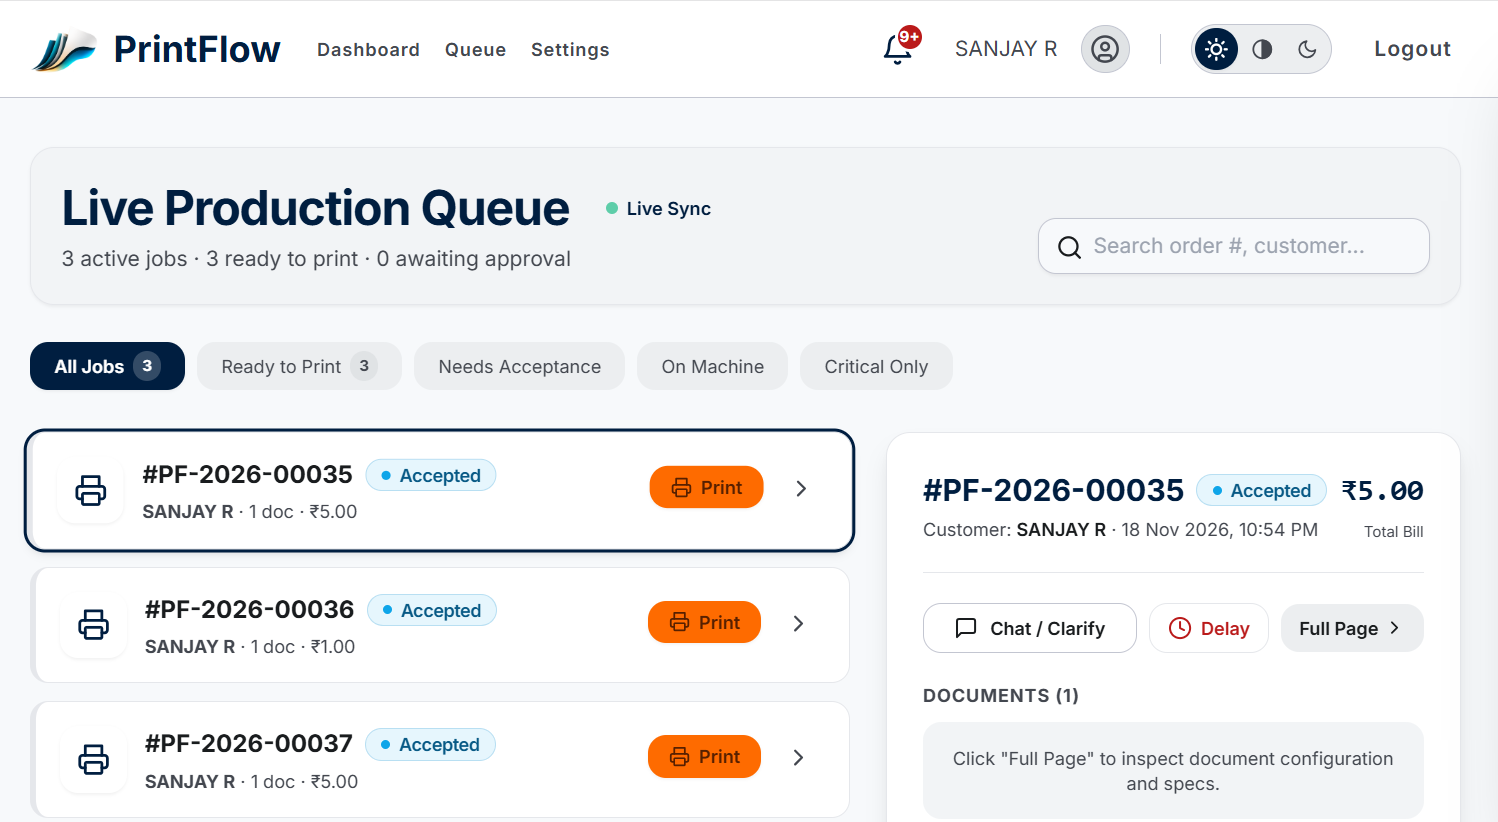 PrintFlow
Dashboard Queue Settings
9+
SANJAY R
Logout
Live Production Queue
Live Sync
3 active jobs · 3 ready to print · 0 awaiting approval
Search order #, customer...
All Jobs 3
Ready to Print 3
Needs Acceptance
On Machine
Critical Only
#PF-2026-00035 Accepted
SANJAY R · 1 doc · ₹5.00
Print
#PF-2026-00036 Accepted
SANJAY R · 1 doc · ₹1.00
Print
#PF-2026-00037 Accepted
SANJAY R · 1 doc · ₹5.00
Print
#PF-2026-00035 Accepted ₹5.00
Customer: SANJAY R · 18 Nov 2026, 10:54 PM Total Bill
Chat / Clarify
Delay
Full Page
DOCUMENTS (1)
Click "Full Page" to inspect document configuration
and specs.